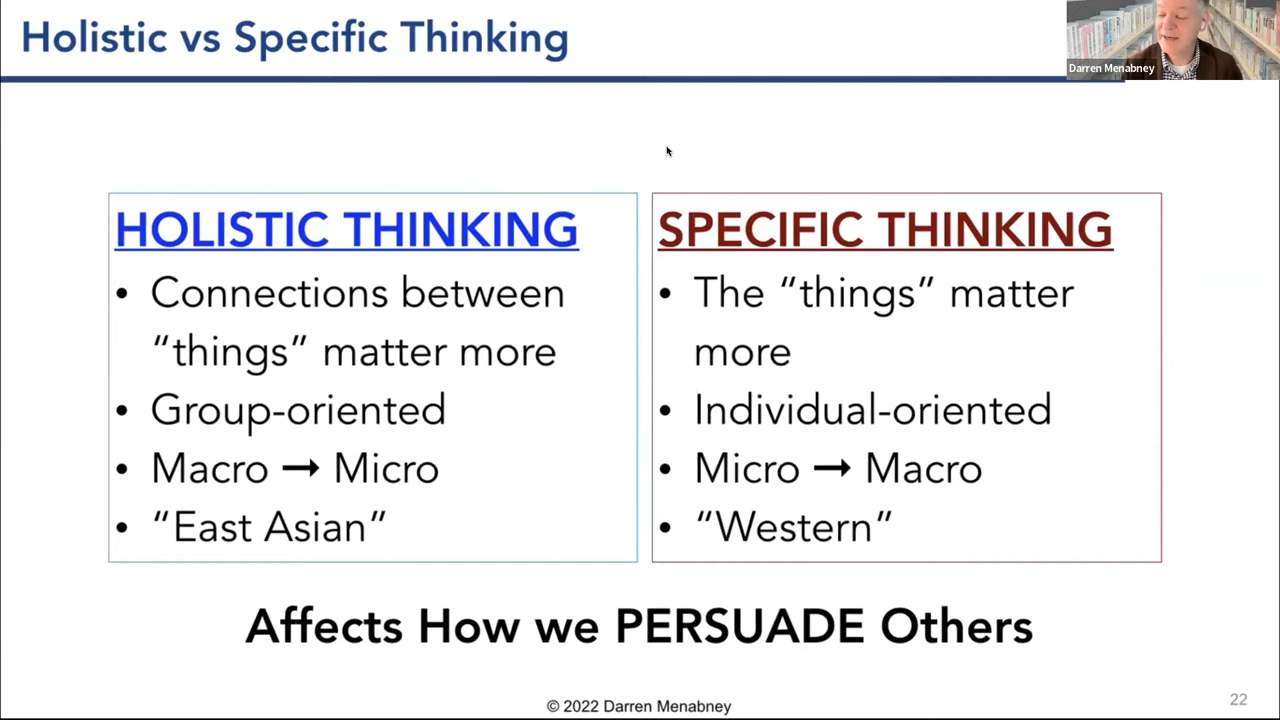 Holistic vs Specific Thinking
Darren Menabney
HOLISTIC THINKING
• Connections between
“things” matter more
• Group-oriented
• Macro → Micro
• “East Asian”
SPECIFIC THINKING
• The “things” matter
more
• Individual-oriented
• Micro → Macro
• “Western”
Affects How we PERSUADE Others
© 2022 Darren Menabney
22